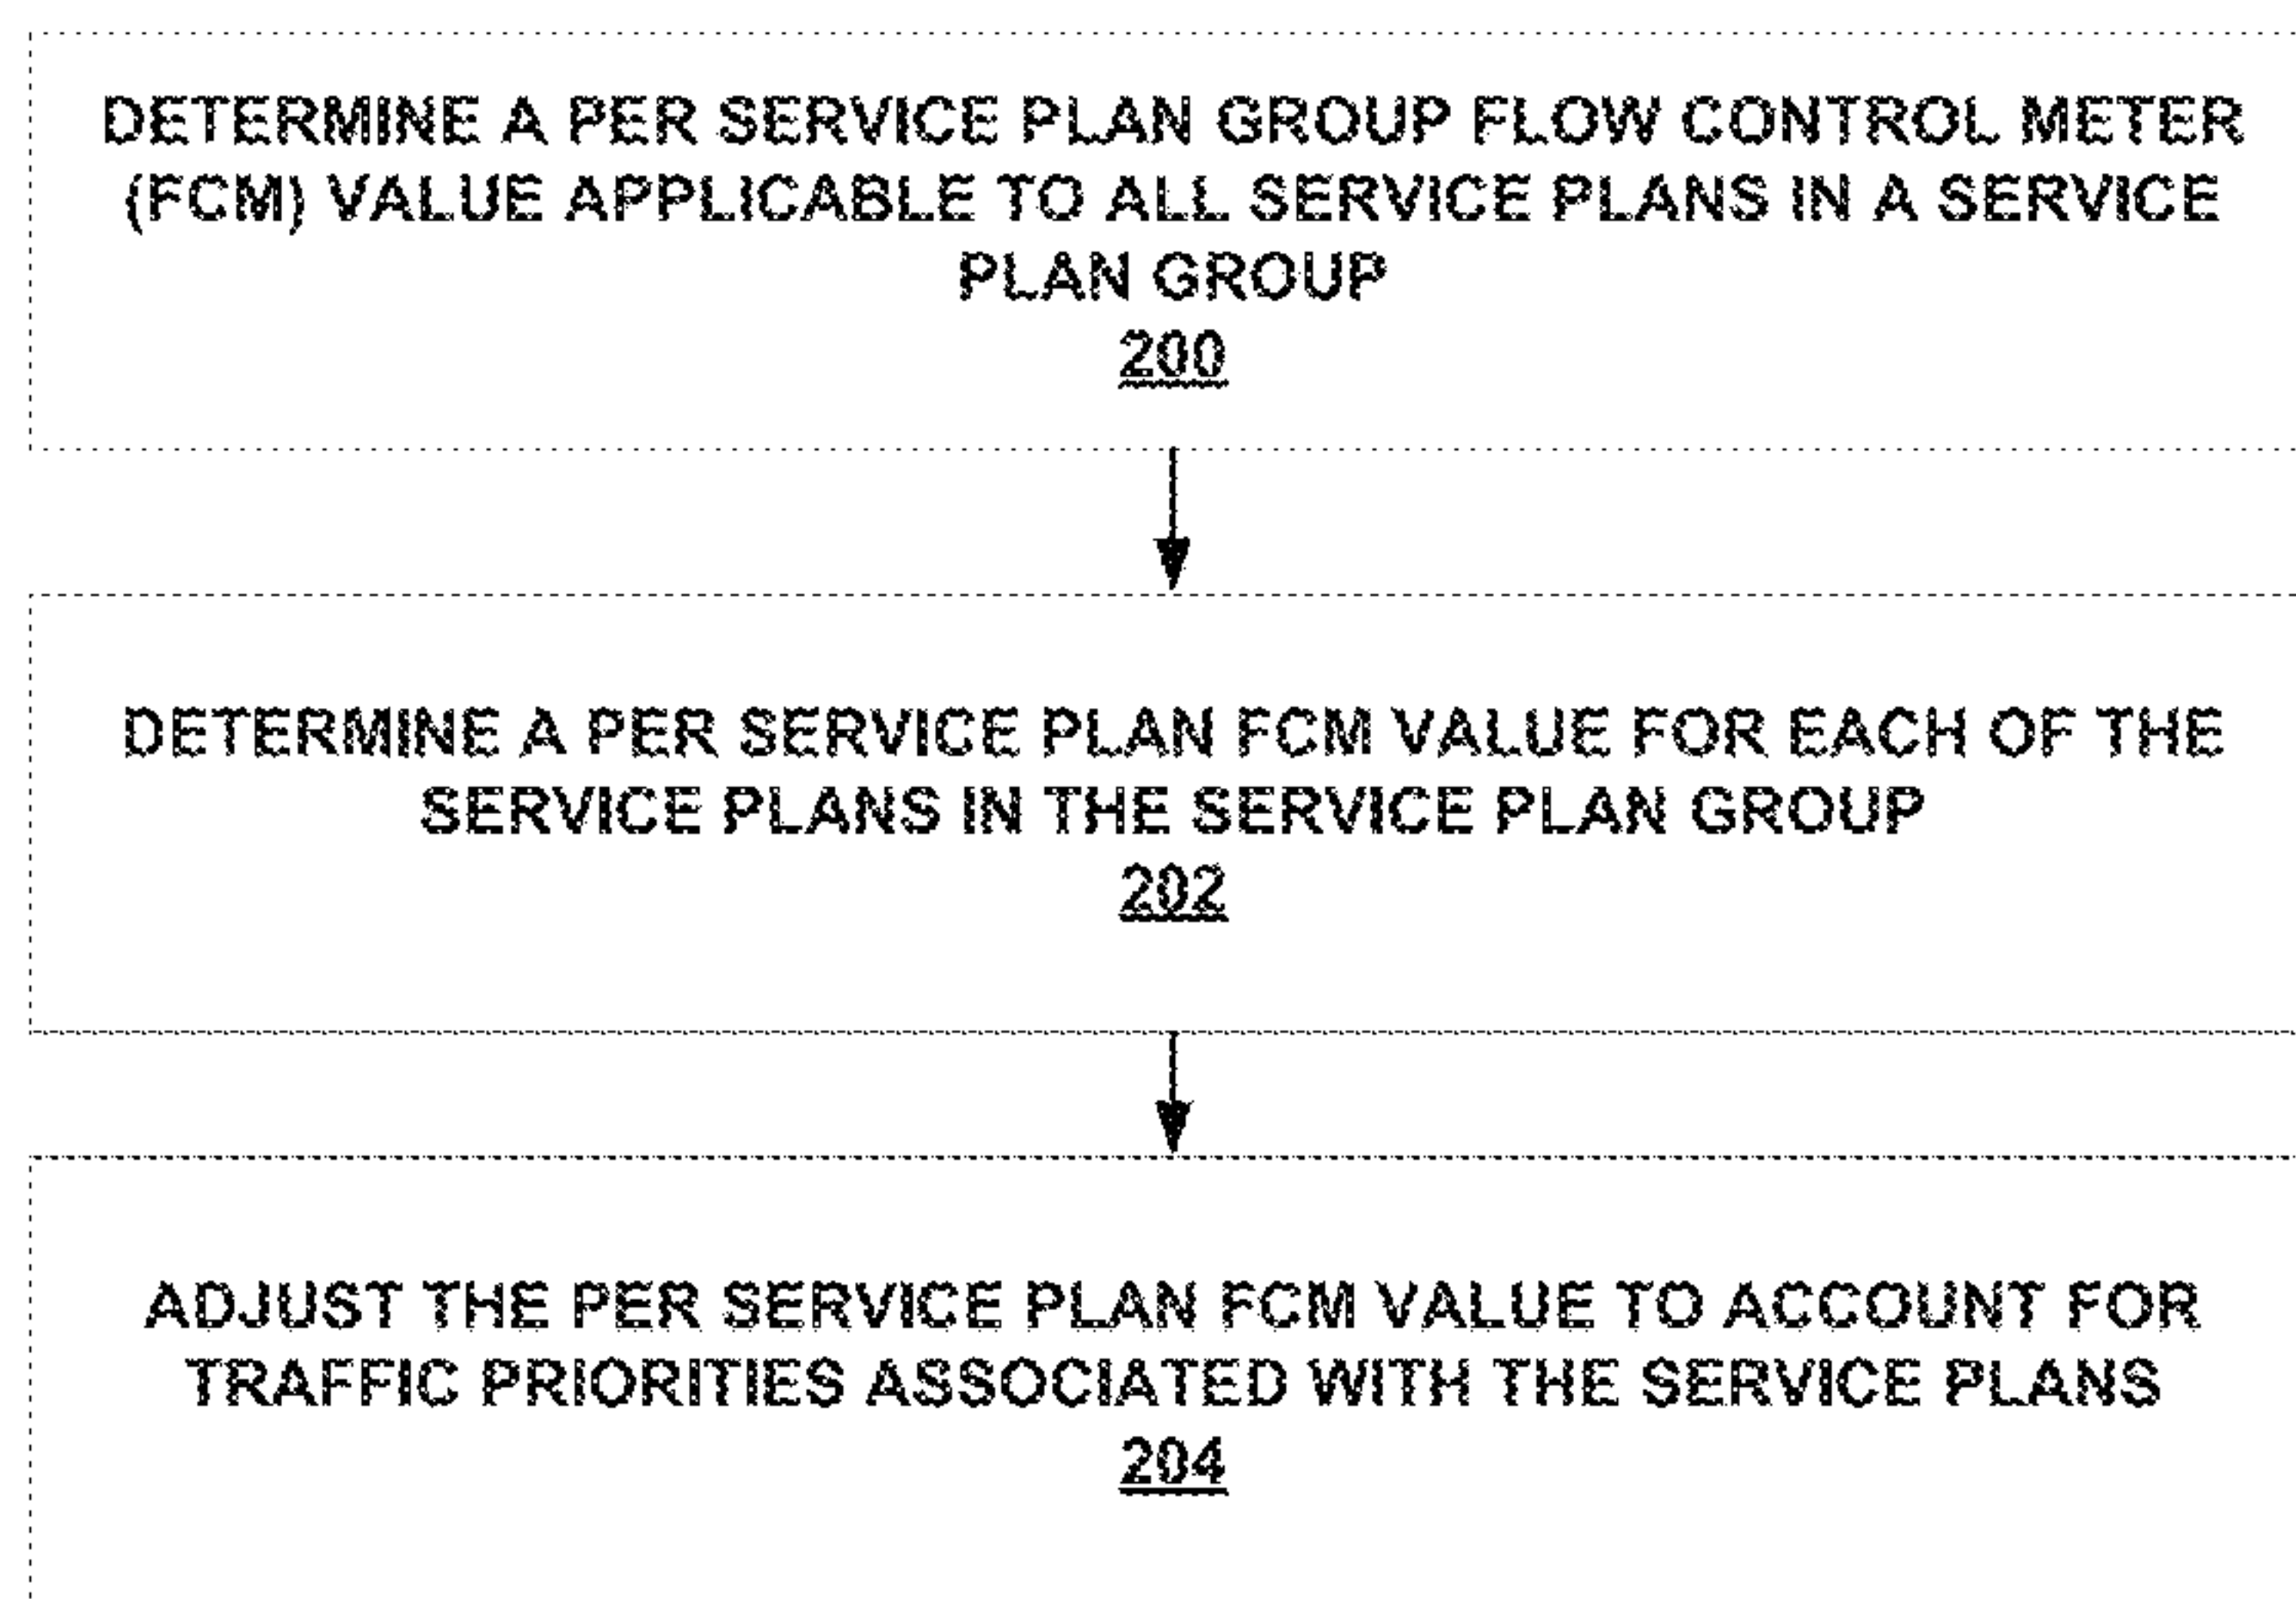 DETERMINE A PER SERVICE PLAN GROUP FLOW CONTROL METER
(FCM) VALUE APPLICABLE TO ALL SERVICE PLANS IN A SERVICE
PLAN GROUP
200
DETERMINE A PER SERVICE PLAN FCM VALUE FOR EACH OF THE
SERVICE PLANS IN THE SERVICE PLAN GROUP
202
ADJUST THE PER SERVICE PLAN FCM VALUE TO ACCOUNT FOR
TRAFFIC PRIORITIES ASSOCIATED WITH THE SERVICE PLANS
204